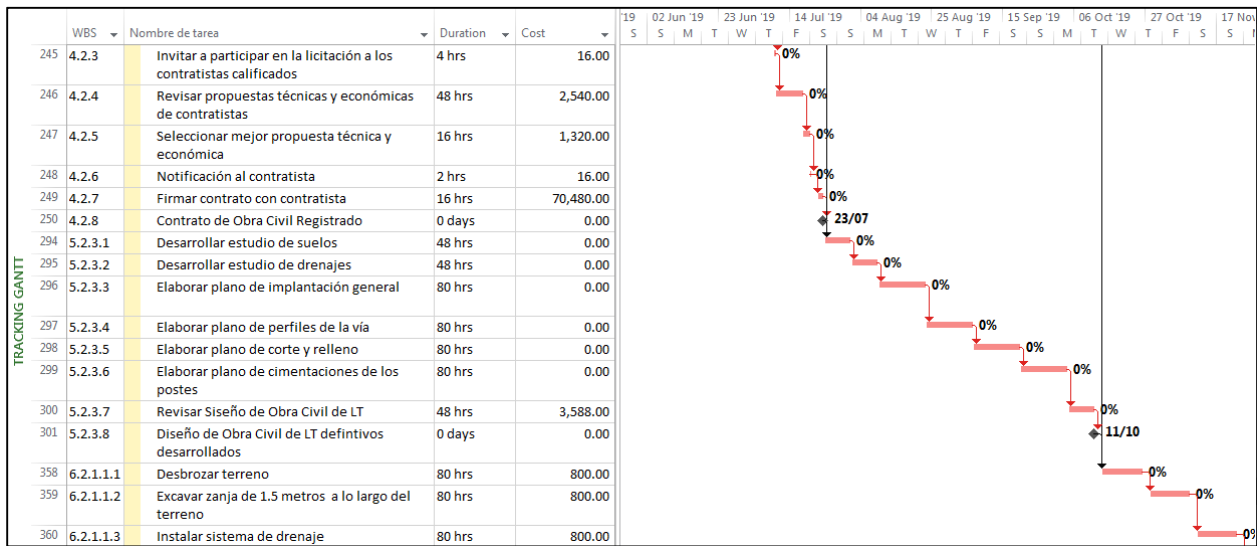 '19 02 Jun '19 23 Jun '19 14 Jul '19 04 Aug '19 25 Aug '19 15 Sep '19 06 Oct '19 27 Oct '19 17 Nov
WBS Nombre de tarea Duration Cost S S M T W T F S S M T W T F S S M T W T F S S
245 4.2.3 Invitar a participar en la licitación a los 4 hrs 16.00 0%
contratistas calificados
246 4.2.4 Revisar propuestas técnicas y económicas 48 hrs 2,540.00 0%
de contratistas
247 4.2.5 Seleccionar mejor propuesta técnica y 16 hrs 1,320.00 0%
económica
248 4.2.6 Notificación al contratista 2 hrs 16.00 0%
249 4.2.7 Firmar contrato con contratista 16 hrs 70,480.00 0%
250 4.2.8 Contrato de Obra Civil Registrado 0 days 0.00 23/07
294 5.2.3.1 Desarrollar estudio de suelos 48 hrs 0.00 0%
295 5.2.3.2 Desarrollar estudio de drenajes 48 hrs 0.00 0%
296 5.2.3.3 Elaborar plano de implantación general 80 hrs 0.00 0%
297 5.2.3.4 Elaborar plano de perfiles de la vía 80 hrs 0.00 0%
298 5.2.3.5 Elaborar plano de corte y relleno 80 hrs 0.00 0%
299 5.2.3.6 Elaborar plano de cimentaciones de los 80 hrs 0.00 0%
postes
300 5.2.3.7 Revisar Siseño de Obra Civil de LT 48 hrs 3,588.00 0%
301 5.2.3.8 Diseño de Obra Civil de LT defintivos 0 days 0.00 11/10
desarrollados
358 6.2.1.1.1 Desbrozar terreno 80 hrs 800.00 0%
359 6.2.1.1.2 Excavar zanja de 1.5 metros a lo largo del 80 hrs 800.00 0%
terreno
360 6.2.1.1.3 Instalar sistema de drenaje 80 hrs 800.00 0%
TRACKING GANTT